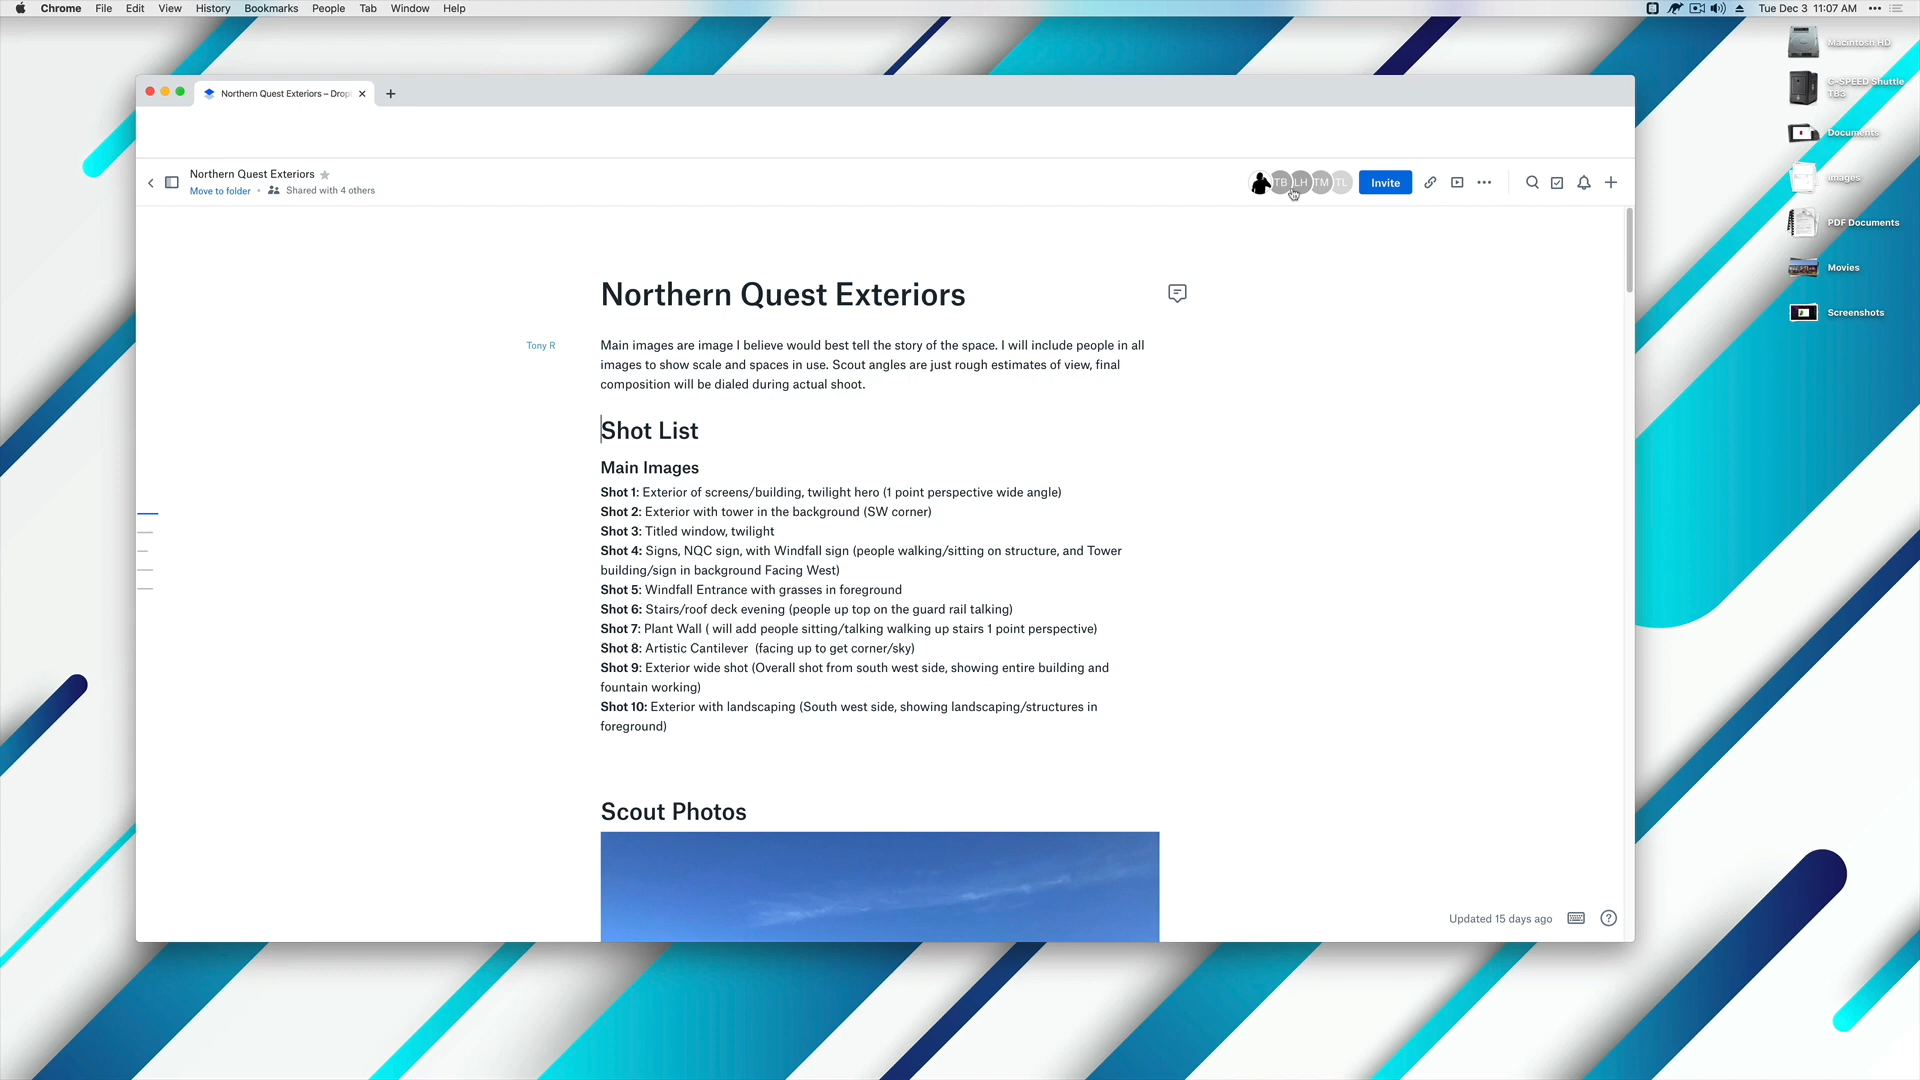 Chrome File Edit View History Bookmarks People Tab Window Help
Tue Dec 3 11:07 AM
Macintosh HD
G-SPEED Shuttle
TB3
Documents
Images
PDF Documents
Movies
Screenshots
Northern Quest Exteriors – Drop
Northern Quest Exteriors
Move to folder • Shared with 4 others
TB LH TM TL Invite
Northern Quest Exteriors
Tony R
Main images are image I believe would best tell the story of the space. I will include people in all
images to show scale and spaces in use. Scout angles are just rough estimates of view, final
composition will be dialed during actual shoot.
Shot List
Main Images
Shot 1: Exterior of screens/building, twilight hero (1 point perspective wide angle)
Shot 2: Exterior with tower in the background (SW corner)
Shot 3: Titled window, twilight
Shot 4: Signs, NQC sign, with Windfall sign (people walking/sitting on structure, and Tower
building/sign in background Facing West)
Shot 5: Windfall Entrance with grasses in foreground
Shot 6: Stairs/roof deck evening (people up top on the guard rail talking)
Shot 7: Plant Wall ( will add people sitting/talking walking up stairs 1 point perspective)
Shot 8: Artistic Cantilever  (facing up to get corner/sky)
Shot 9: Exterior wide shot (Overall shot from south west side, showing entire building and
fountain working)
Shot 10: Exterior with landscaping (South west side, showing landscaping/structures in
foreground)
Scout Photos
Updated 15 days ago